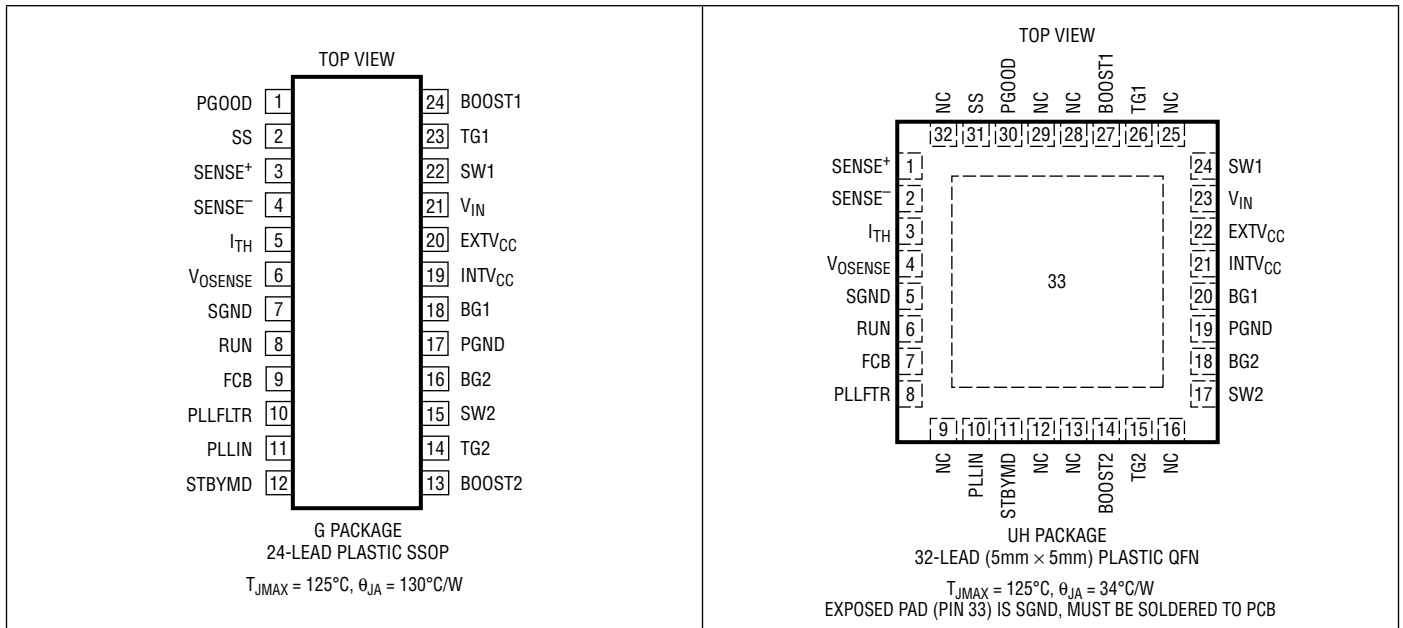 TOP VIEW
PGOOD 1
SS 2
SENSE+ 3
SENSE– 4
ITH 5
VOSENSE 6
SGND 7
RUN 8
FCB 9
PLLFLTR 10
PLLIN 11
STBYMD 12
24 BOOST1
23 TG1
22 SW1
21 VIN
20 EXTVCC
19 INTVCC
18 BG1
17 PGND
16 BG2
15 SW2
14 TG2
13 BOOST2
G PACKAGE
24-LEAD PLASTIC SSOP
TJMAX = 125°C, θJA = 130°C/W
TOP VIEW
NC SS PGOOD NC NC BOOST1 TG1 NC
32 31 30 29 28 27 26 25
SENSE+ 1
SENSE– 2
ITH 3
VOSENSE 4
SGND 5
RUN 6
FCB 7
PLLFTR 8
33
24 SW1
23 VIN
22 EXTVCC
21 INTVCC
20 BG1
19 PGND
18 BG2
17 SW2
9 10 11 12 13 14 15 16
NC PLLIN STBYMD NC NC BOOST2 TG2 NC
UH PACKAGE
32-LEAD (5mm × 5mm) PLASTIC QFN
TJMAX = 125°C, θJA = 34°C/W
EXPOSED PAD (PIN 33) IS SGND, MUST BE SOLDERED TO PCB